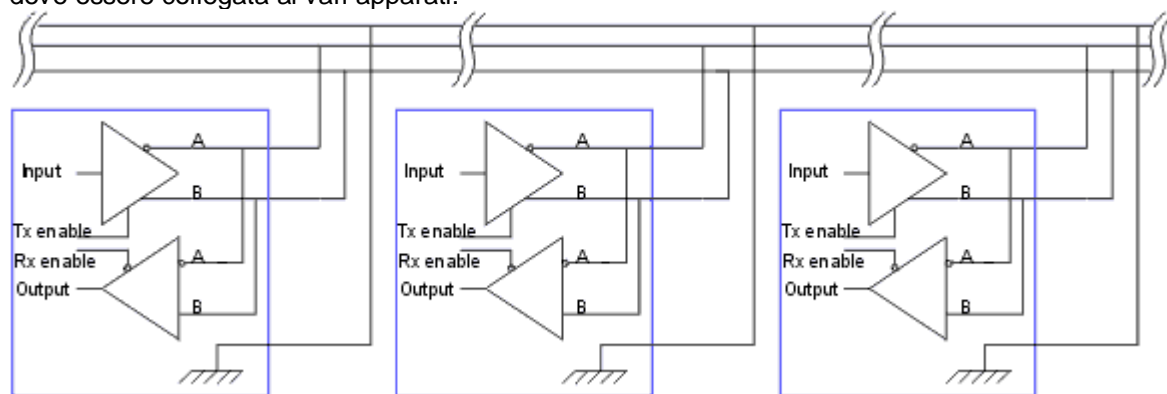 deve essere collegata ai vari apparati.
A A A
Input Input Input
B B B
Tx enable Tx enable Tx enable
Rx enable A Rx enable A Rx enable A
Output Output Output
B B B